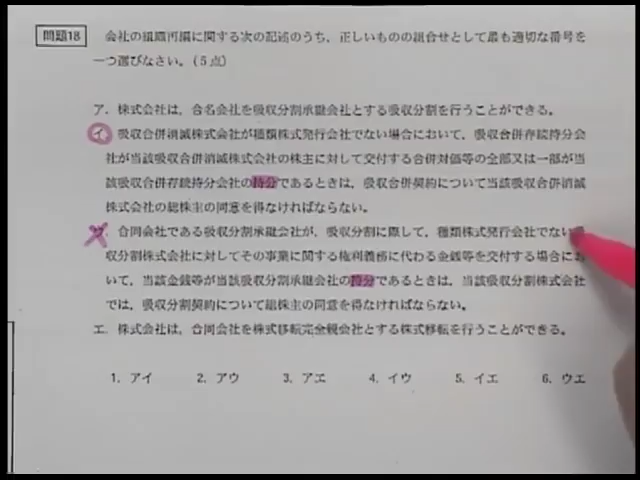 問題18 会社の組織再編に関する次の記述のうち、正しいものの組合せとして最も適切な番号を
一つ選びなさい。（5点）
ア．株式会社は、合名会社を吸収分割承継会社とする吸収分割を行うことができる。
イ 吸収合併消滅株式会社が種類株式発行会社でない場合において、吸収合併存続持分会
社が当該吸収合併消滅株式会社の株主に対して交付する合併対価等の全部又は一部が当
該吸収合併存続持分会社の持分であるときは、吸収合併契約について当該吸収合併消滅
株式会社の総株主の同意を得なければならない。
ウ．合同会社である吸収分割承継会社が、吸収分割に際して、種類株式発行会社でない
収分割株式会社に対してその事業に関する権利義務に代わる金銭等を交付する場合にお
いて、当該金銭等が当該吸収分割承継会社の持分であるときは、当該吸収分割株式会社
では、吸収分割契約について総株主の同意を得なければならない。
エ．株式会社は、合同会社を株式移転完全親会社とする株式移転を行うことができる。
1．アイ 2．アウ 3．アエ 4．イウ 5．イエ 6．ウエ